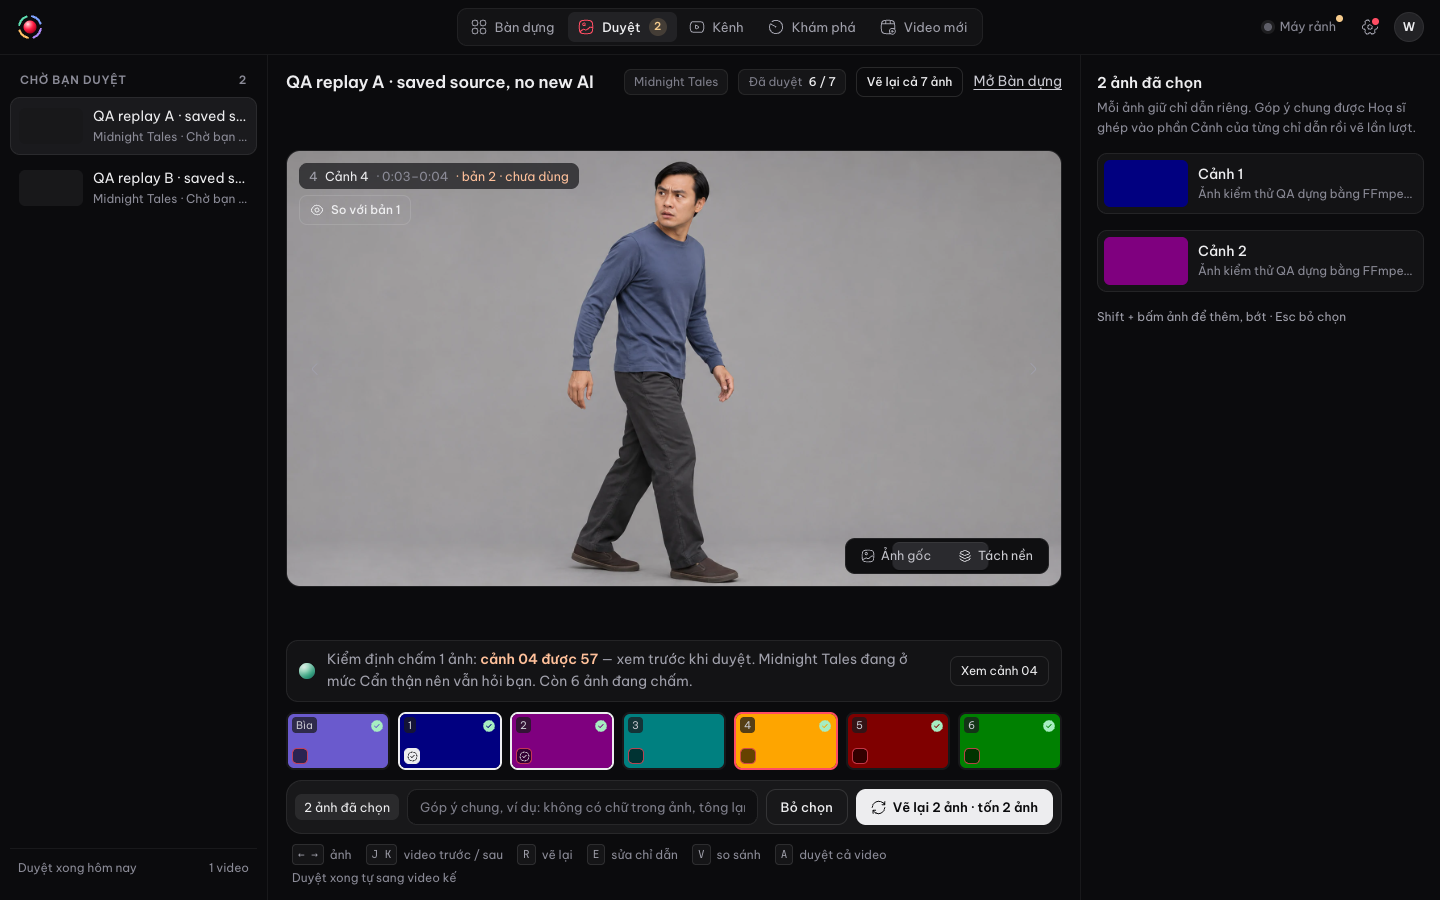 Bàn dựng
Duyệt 2
Kênh
Khám phá
Video mới
Máy rảnh
W
CHỜ BẠN DUYỆT 2
QA replay A · saved s...
Midnight Tales · Chờ bạn ...
QA replay B · saved s...
Midnight Tales · Chờ bạn ...
Duyệt xong hôm nay 1 video
QA replay A · saved source, no new AI
Midnight Tales
Đã duyệt 6 / 7
Vẽ lại cả 7 ảnh
Mở Bàn dựng
4 Cảnh 4 · 0:03–0:04 · bản 2 · chưa dùng
So với bản 1
Ảnh gốc
Tách nền
Kiểm định chấm 1 ảnh: cảnh 04 được 57 — xem trước khi duyệt. Midnight Tales đang ở
mức Cẩn thận nên vẫn hỏi bạn. Còn 6 ảnh đang chấm.
Xem cảnh 04
Bìa
1
2
3
4
5
6
2 ảnh đã chọn
Góp ý chung, ví dụ: không có chữ trong ảnh, tông lạn
Bỏ chọn
Vẽ lại 2 ảnh · tốn 2 ảnh
← → ảnh
J K video trước / sau
R vẽ lại
E sửa chỉ dẫn
V so sánh
A duyệt cả video
Duyệt xong tự sang video kế
2 ảnh đã chọn
Mỗi ảnh giữ chỉ dẫn riêng. Góp ý chung được Hoạ sĩ
ghép vào phần Cảnh của từng chỉ dẫn rồi vẽ lần lượt.
Cảnh 1
Ảnh kiểm thử QA dựng bằng FFmpe...
Cảnh 2
Ảnh kiểm thử QA dựng bằng FFmpe...
Shift + bấm ảnh để thêm, bớt · Esc bỏ chọn